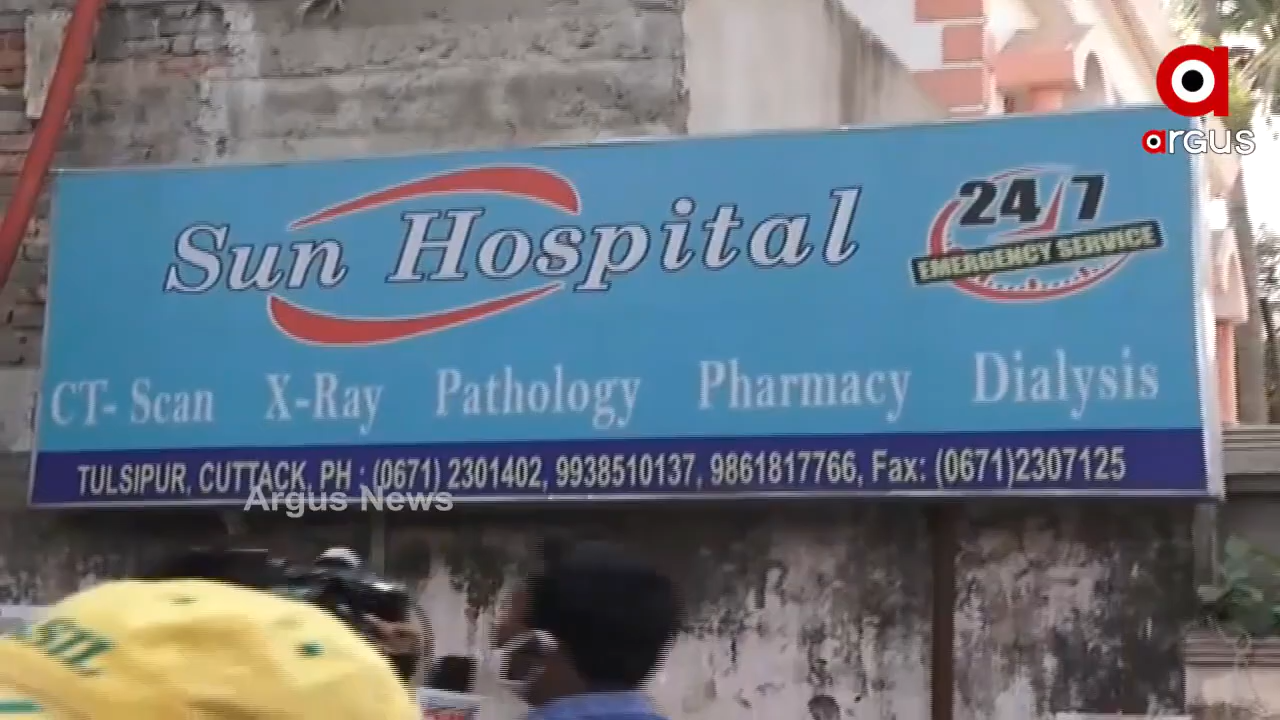 argus
Sun Hospital
24/7
EMERGENCY SERVICE
CT- Scan X-Ray Pathology Pharmacy Dialysis
TULSIPUR, CUTTACK, PH : (0671) 2301402, 9938510137, 9861817766, Fax: (0671)2307125
Argus News